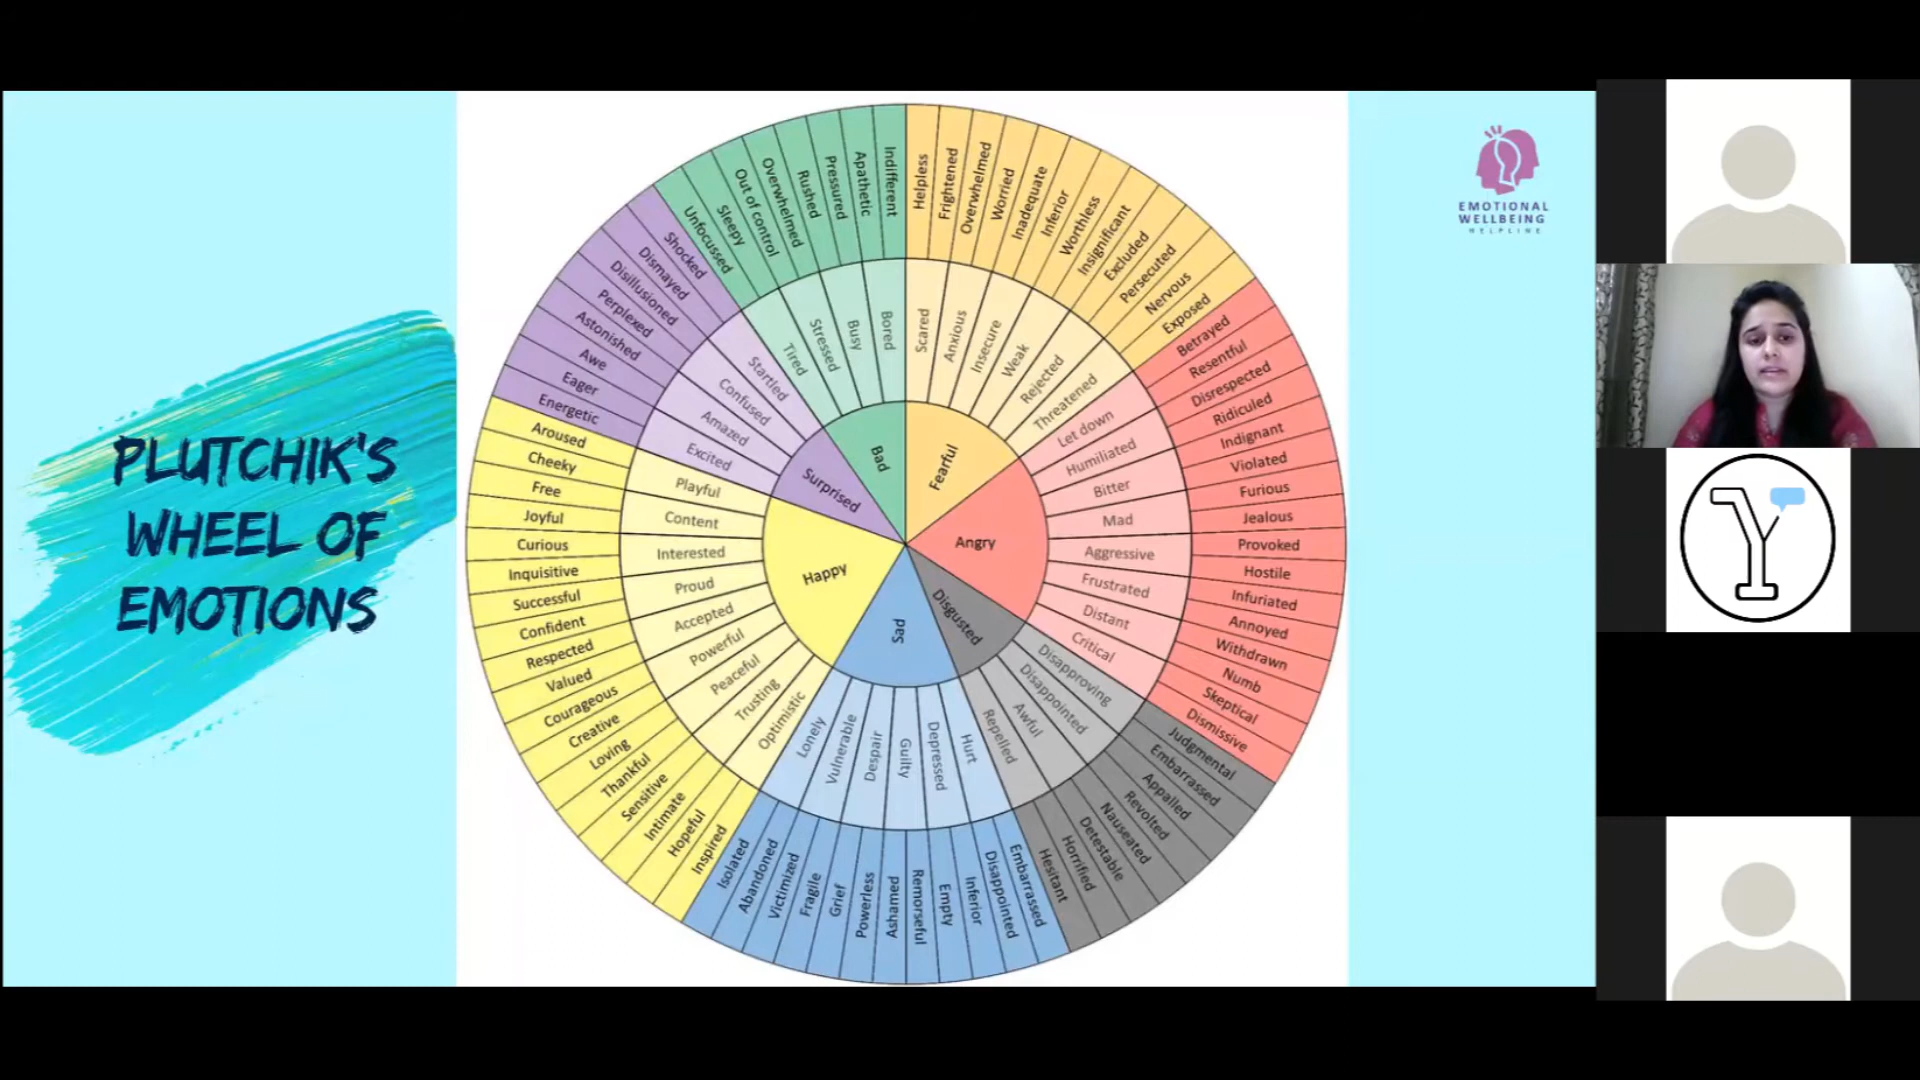 PLUTCHIK'S
WHEEL OF
EMOTIONS
EMOTIONAL
WELLBEING
HELPLINE
Bad
Fearful
Angry
Disgusted
Sad
Happy
Surprised
Tired
Stressed
Busy
Bored
Scared
Anxious
Insecure
Weak
Rejected
Threatened
Let down
Humiliated
Bitter
Mad
Aggressive
Frustrated
Distant
Critical
Disapproving
Disappointed
Awful
Repelled
Hurt
Depressed
Guilty
Despair
Vulnerable
Lonely
Optimistic
Trusting
Peaceful
Powerful
Accepted
Proud
Interested
Content
Playful
Excited
Amazed
Confused
Startled
Unfocussed
Sleepy
Out of control
Overwhelmed
Rushed
Pressured
Apathetic
Indifferent
Helpless
Frightened
Overwhelmed
Worried
Inadequate
Inferior
Worthless
Insignificant
Excluded
Persecuted
Nervous
Exposed
Betrayed
Resentful
Disrespected
Ridiculed
Indignant
Violated
Furious
Jealous
Provoked
Hostile
Infuriated
Annoyed
Withdrawn
Numb
Skeptical
Dismissive
Judgmental
Embarrassed
Appalled
Revolted
Nauseated
Detestable
Horrified
Hesitant
Embarrassed
Disappointed
Inferior
Empty
Remorseful
Ashamed
Powerless
Grief
Fragile
Victimized
Abandoned
Isolated
Inspired
Hopeful
Intimate
Sensitive
Thankful
Loving
Creative
Courageous
Valued
Respected
Confident
Successful
Inquisitive
Curious
Joyful
Free
Cheeky
Aroused
Energetic
Eager
Awe
Astonished
Perplexed
Disillusioned
Dismayed
Shocked